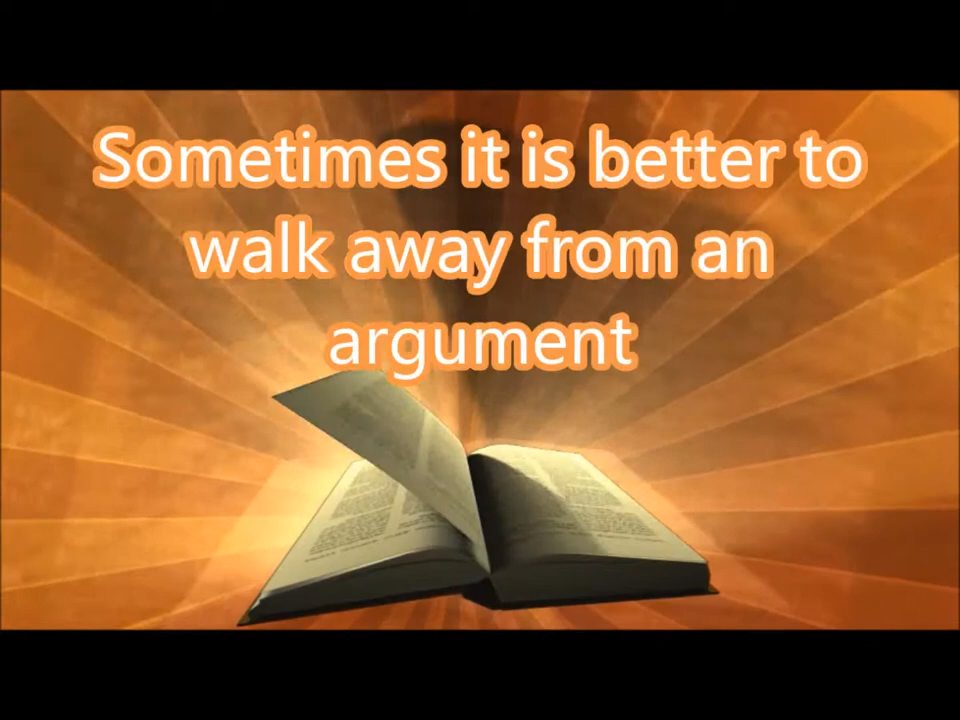 Sometimes it is better to
walk away from an
argument